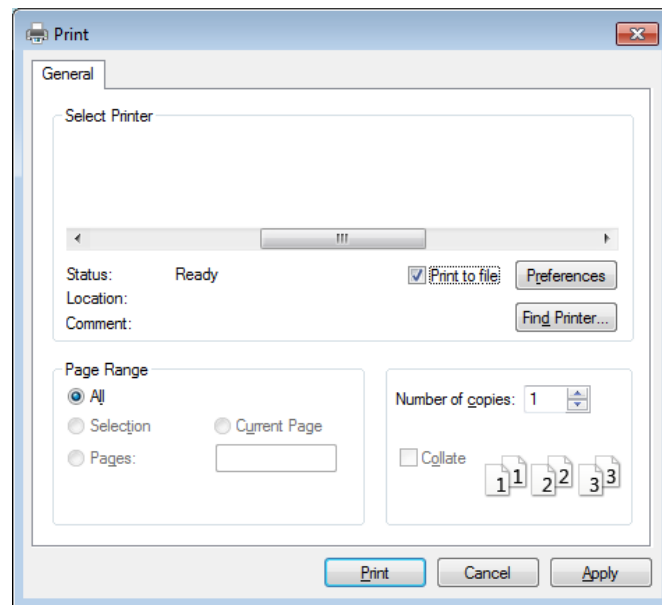 Print
General
Select Printer
Status: Ready
Print to file
Preferences
Location:
Comment:
Find Printer...
Page Range
All
Selection
Current Page
Pages:
Number of copies: 1
Collate
1 1 2 2 3 3
Print Cancel Apply